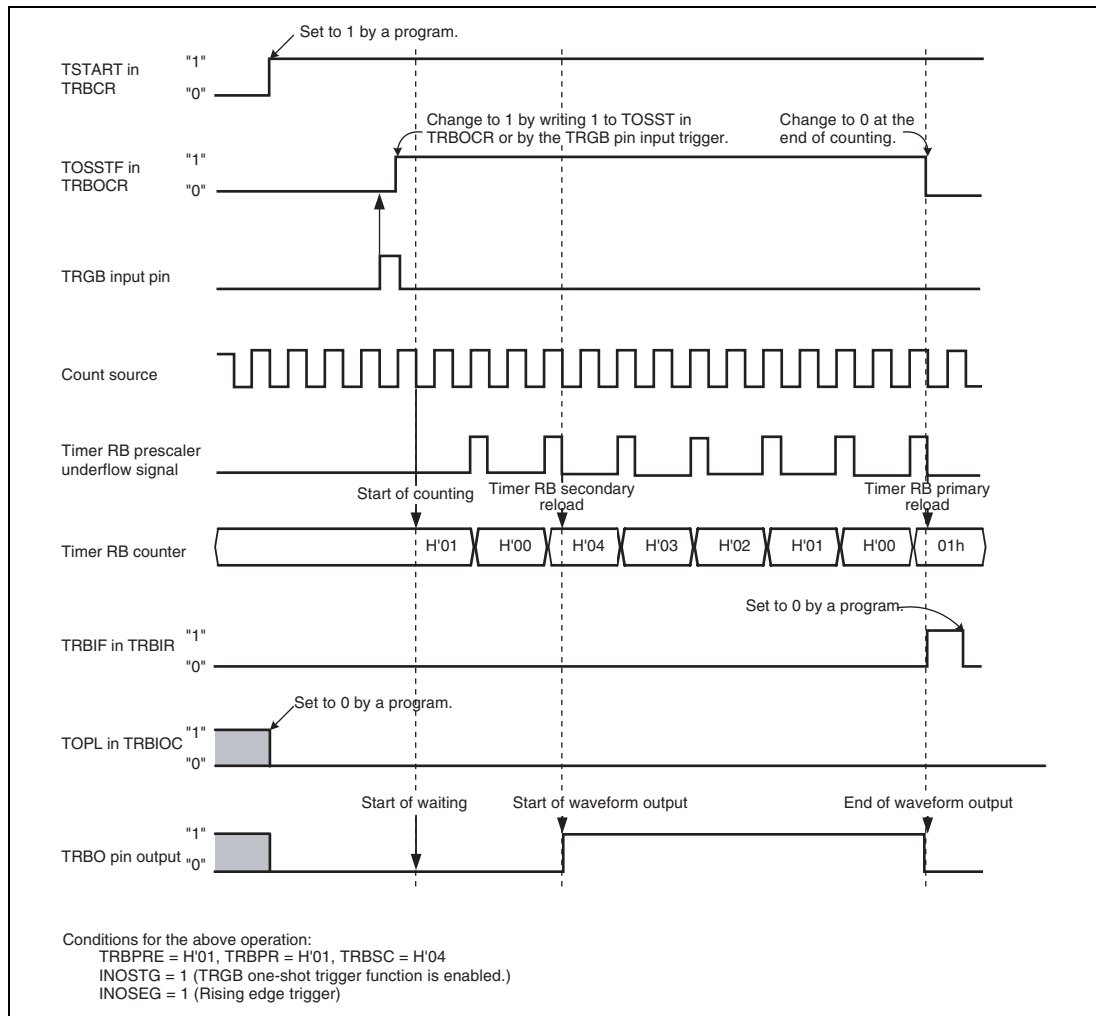 Set to 1 by a program.
TSTART in
TRBCR
"1"
"0"
Change to 1 by writing 1 to TOSST in
TRBOCR or by the TRGB pin input trigger.
Change to 0 at the
end of counting.
TOSSTF in
TRBOCR
"1"
"0"
TRGB input pin
Count source
Timer RB prescaler
underflow signal
Start of counting
Timer RB secondary
reload
Timer RB primary
reload
Timer RB counter
H'01 H'00 H'04 H'03 H'02 H'01 H'00 01h
Set to 0 by a program.
TRBIF in TRBIR
"1"
"0"
Set to 0 by a program.
TOPL in TRBIOC
"1"
"0"
Start of waiting
Start of waveform output
End of waveform output
TRBO pin output
"1"
"0"
Conditions for the above operation:
TRBPRE = H'01, TRBPR = H'01, TRBSC = H'04
INOSTG = 1 (TRGB one-shot trigger function is enabled.)
INOSEG = 1 (Rising edge trigger)